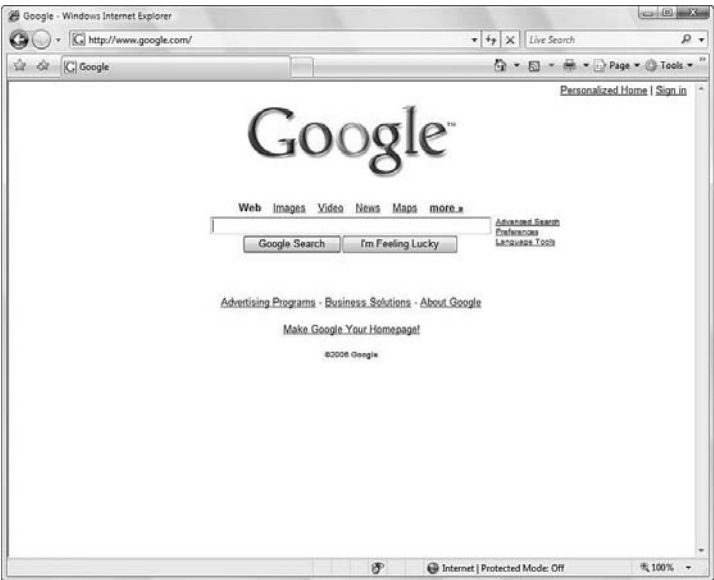 Google - Windows Internet Explorer
http://www.google.com/
Live Search
Google
Page
Tools
Personalized Home | Sign in
Google™
Web Images Video News Maps more »
Advanced Search
Preferences
Language Tools
Google Search I'm Feeling Lucky
Advertising Programs - Business Solutions - About Google
Make Google Your Homepage!
©2006 Google
Internet | Protected Mode: Off 100%